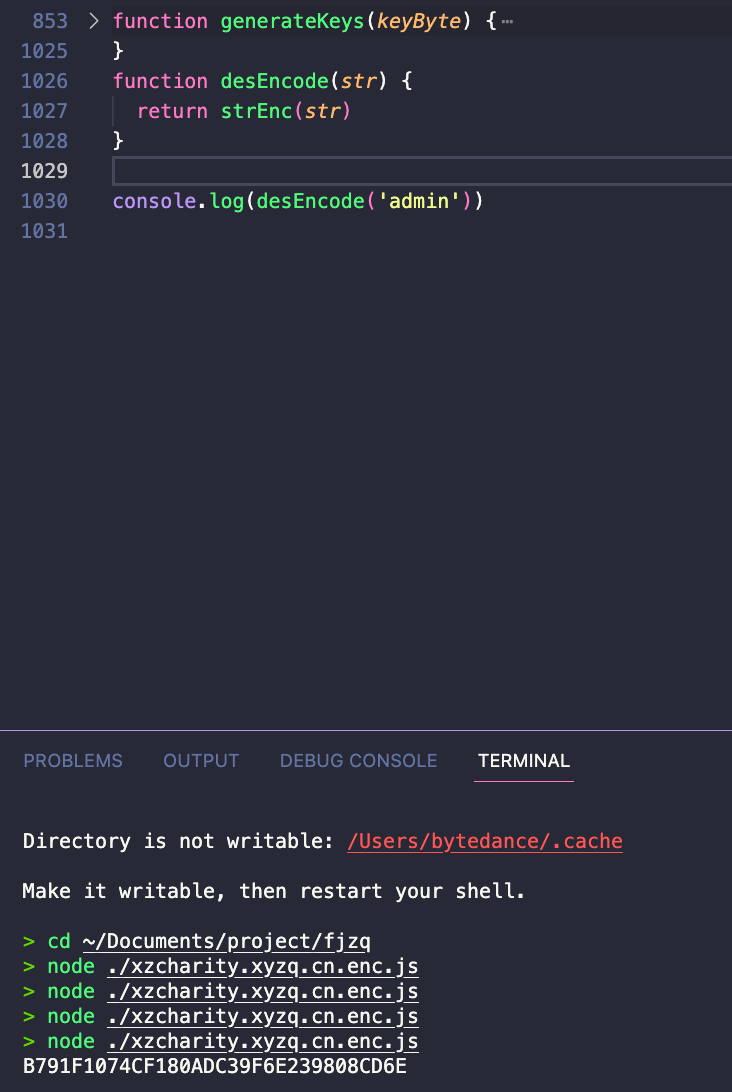 853 > function generateKeys(keyByte) {⋯
1025 }
1026 function desEncode(str) {
1027 return strEnc(str)
1028 }
1029
1030 console.log(desEncode('admin'))
1031
PROBLEMS OUTPUT DEBUG CONSOLE TERMINAL
Directory is not writable: /Users/bytedance/.cache
Make it writable, then restart your shell.
> cd ~/Documents/project/fjzq
> node ./xzcharity.xyzq.cn.enc.js
> node ./xzcharity.xyzq.cn.enc.js
> node ./xzcharity.xyzq.cn.enc.js
> node ./xzcharity.xyzq.cn.enc.js
B791F1074CF180ADC39F6E239808CD6E